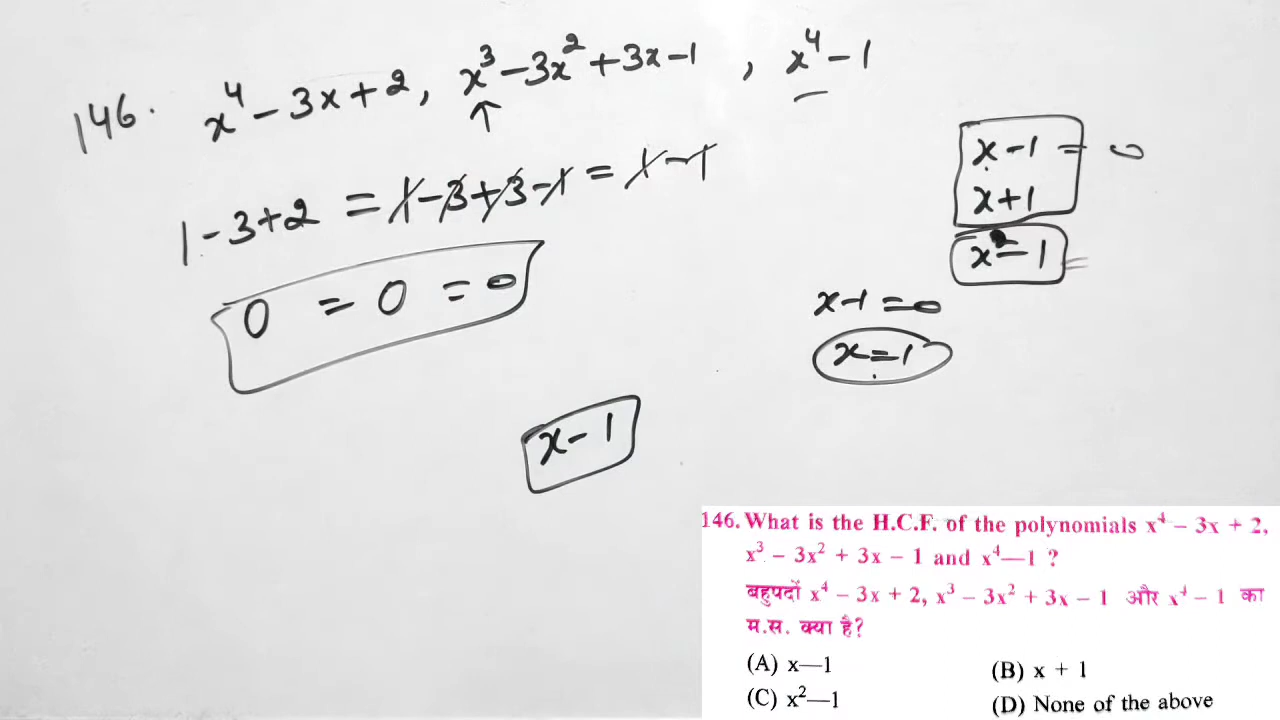 146. x⁴ - 3x + 2, x³ - 3x² + 3x - 1, x⁴ - 1
↑
1 - 3 + 2 = 1 - 3 + 3 - 1 = 1 - 1
0 = 0 = 0
x - 1 = 0
x + 1
x² - 1
x - 1 = 0
x = 1
x - 1
146. What is the H.C.F. of the polynomials x⁴ – 3x + 2,
x³ – 3x² + 3x – 1 and x⁴—1 ?
बहुपदों x⁴ – 3x + 2, x³ – 3x² + 3x – 1 और x⁴ – 1 का
म.स. क्या है?
(A) x—1 (B) x + 1
(C) x²—1 (D) None of the above